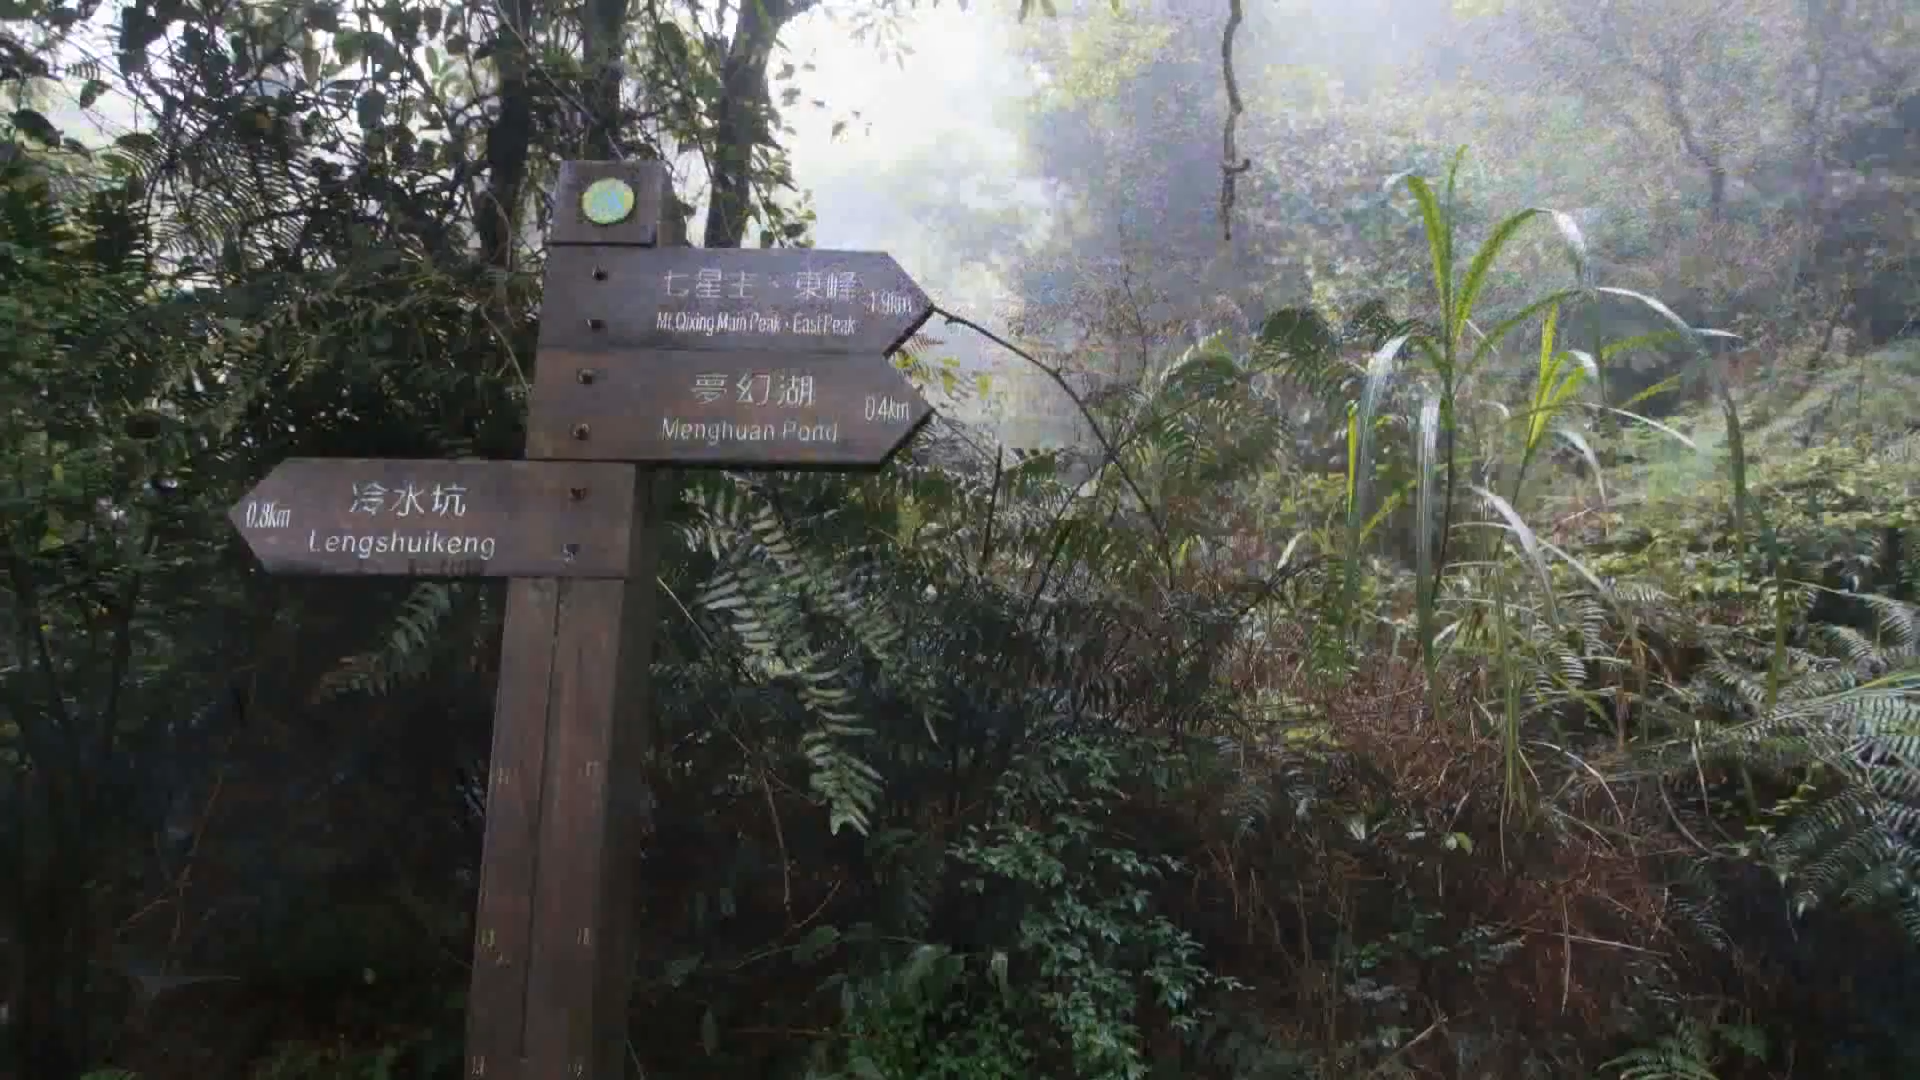 七星主、東峰
1.9km
Mt.Qixing Main Peak、East Peak
夢幻湖
0.4km
Menghuan Pond
冷水坑
0.8km
Lengshuikeng